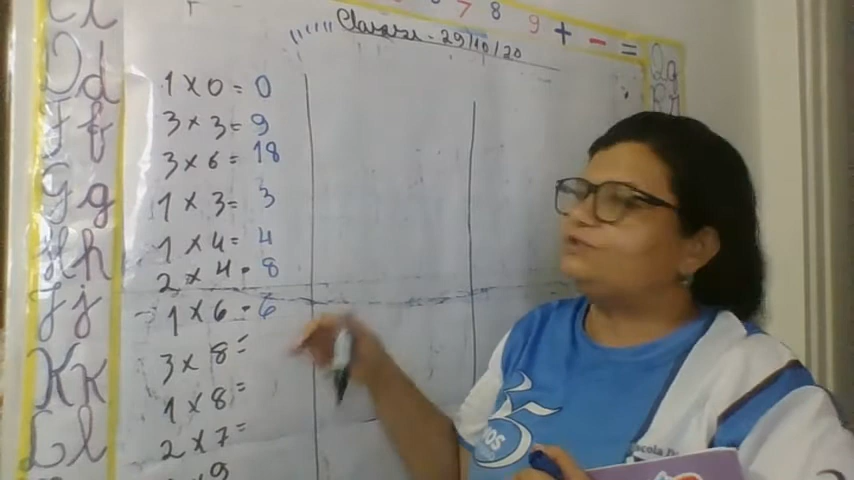 7 8 9 + - =
29/10/20
1 x 0 = 0
3 x 3 = 9
3 x 6 = 18
1 x 3 = 3
1 x 4 = 4
2 x 4 = 8
1 x 6 = 6
3 x 8 =
1 x 8 =
2 x 7 =
Dd
Ff
Gg
Hh
Jj
Kk
Ll
Qq
35